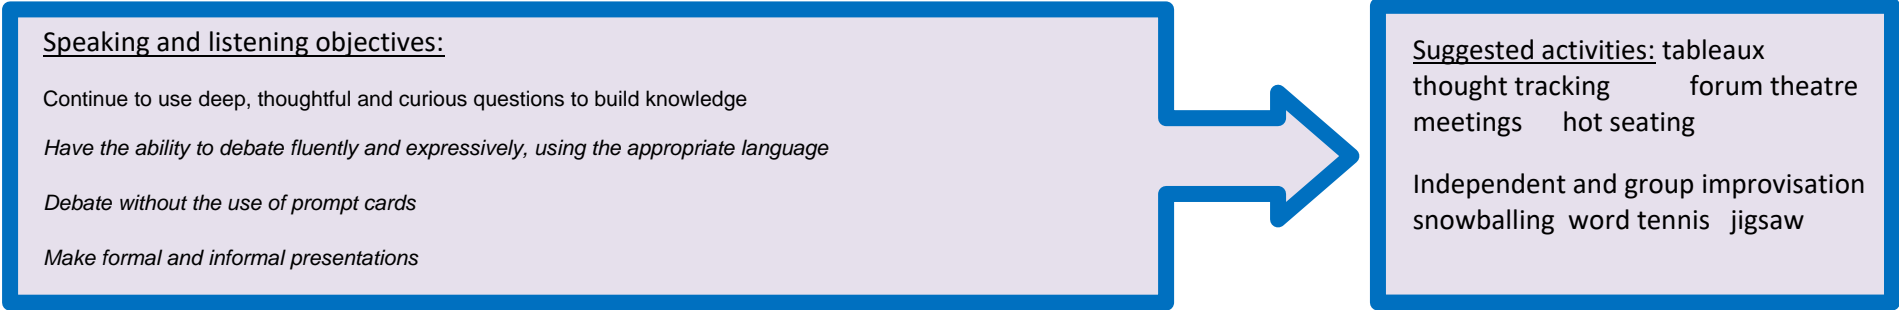 Speaking and listening objectives:
Continue to use deep, thoughtful and curious questions to build knowledge
Have the ability to debate fluently and expressively, using the appropriate language
Debate without the use of prompt cards
Make formal and informal presentations
Suggested activities: tableaux
thought tracking forum theatre
meetings hot seating
Independent and group improvisation
snowballing word tennis jigsaw